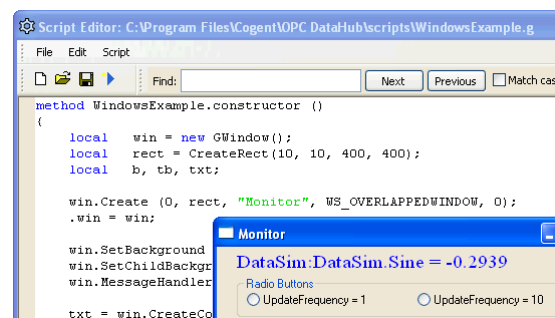 Script Editor: C:\Program Files\Cogent\OPC DataHub\scripts\WindowsExample.g
File Edit Script
Find: Next Previous Match
method WindowsExample.constructor ()
(
local win = new GWindow();
local rect = CreateRect(10, 10, 400, 400);
local b, tb, txt;
win.Create (0, rect, "Monitor", WS_OVERLAPPEDWINDOW, 0);
.win = win;
win.SetBackground
win.SetChildBackgr
win.MessageHandler
txt = win.CreateCo
Monitor
DataSim:DataSim.Sine = -0.2939
Radio Buttons
UpdateFrequency = 1 UpdateFrequency = 10